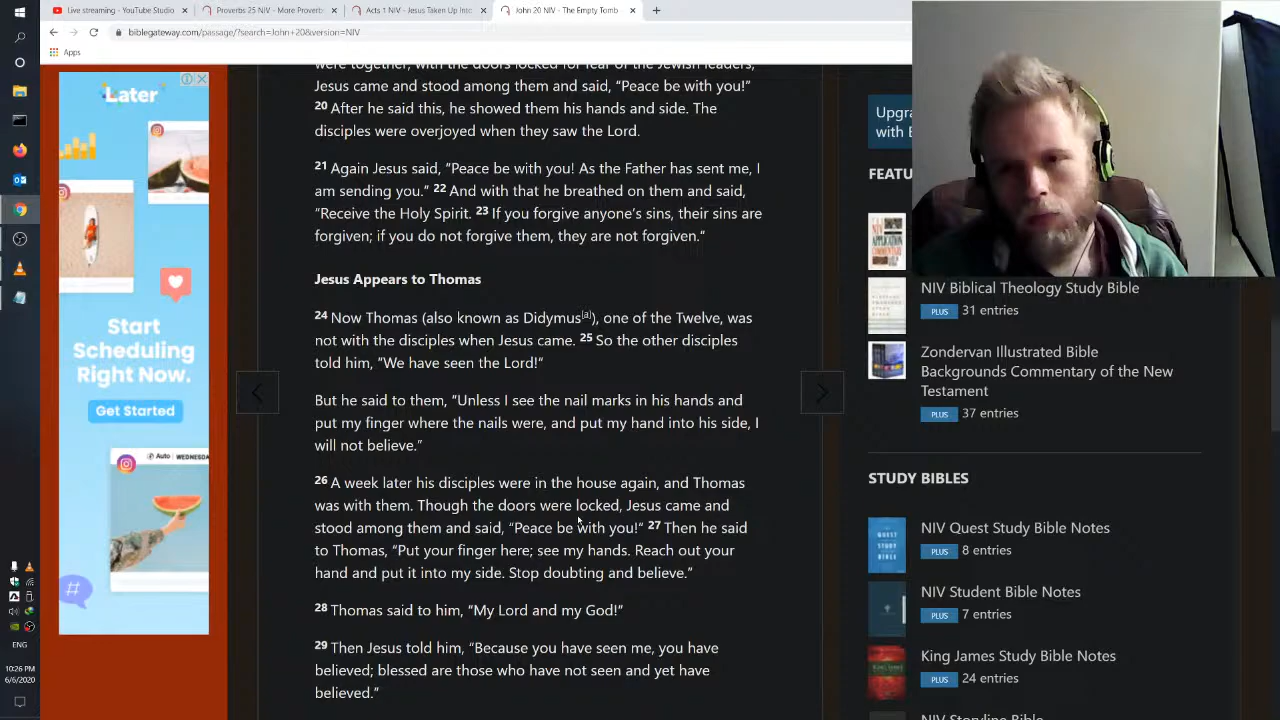 Live streaming - YouTube Studio
Proverbs 25 NIV - More Proverbs
Acts 1 NIV - Jesus Taken Up Into
John 20 NIV - The Empty Tomb
biblegateway.com/passage/?search=John+20&version=NIV
Apps
Later
Start
Scheduling
Right Now.
Get Started
Auto
WEDNESDA
#
were together, with the doors locked for fear of the Jewish leaders,
Jesus came and stood among them and said, “Peace be with you!”
20 After he said this, he showed them his hands and side. The
disciples were overjoyed when they saw the Lord.
21 Again Jesus said, “Peace be with you! As the Father has sent me, I
am sending you.” 22 And with that he breathed on them and said,
“Receive the Holy Spirit. 23 If you forgive anyone’s sins, their sins are
forgiven; if you do not forgive them, they are not forgiven.”
Jesus Appears to Thomas
24 Now Thomas (also known as Didymus[a]), one of the Twelve, was
not with the disciples when Jesus came. 25 So the other disciples
told him, “We have seen the Lord!”
But he said to them, “Unless I see the nail marks in his hands and
put my finger where the nails were, and put my hand into his side, I
will not believe.”
26 A week later his disciples were in the house again, and Thomas
was with them. Though the doors were locked, Jesus came and
stood among them and said, “Peace be with you!” 27 Then he said
to Thomas, “Put your finger here; see my hands. Reach out your
hand and put it into my side. Stop doubting and believe.”
28 Thomas said to him, “My Lord and my God!”
29 Then Jesus told him, “Because you have seen me, you have
believed; blessed are those who have not seen and yet have
believed.”
Upgra
with B
FEATU
NIV Biblical Theology Study Bible
PLUS 31 entries
Zondervan Illustrated Bible
Backgrounds Commentary of the New
Testament
PLUS 37 entries
STUDY BIBLES
NIV Quest Study Bible Notes
PLUS 8 entries
NIV Student Bible Notes
PLUS 7 entries
King James Study Bible Notes
PLUS 24 entries
NIV Storyline Bible
ENG
10:26 PM
6/6/2020